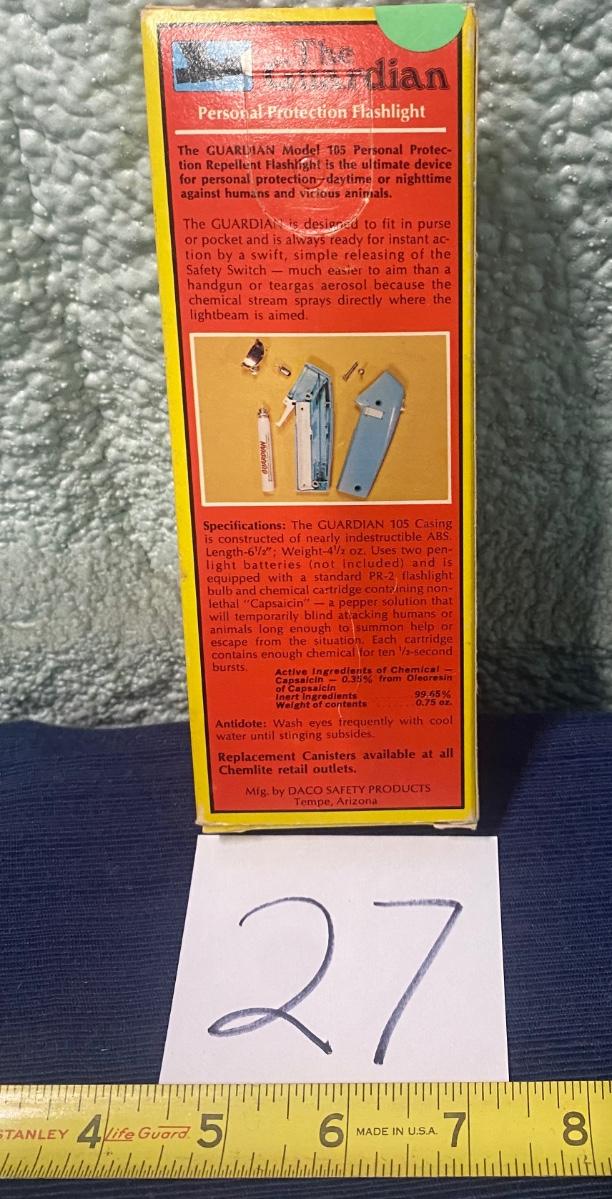 The
Guardian
Personal Protection Flashlight
The GUARDIAN Model 105 Personal Protec-
tion Repellent Flashlight is the ultimate device
for personal protection—daytime or nighttime
against humans and vicious animals.
The GUARDIAN is designed to fit in purse
or pocket and is always ready for instant ac-
tion by a swift, simple releasing of the
Safety Switch — much easier to aim than a
handgun or teargas aerosol because the
chemical stream sprays directly where the
lightbeam is aimed.
GUARDIAN
Specifications: The GUARDIAN 105 Casing
is constructed of nearly indestructible ABS.
Length-6½"; Weight-4½ oz. Uses two pen-
light batteries (not included) and is
equipped with a standard PR-2 flashlight
bulb and chemical cartridge containing non-
lethal "Capsaicin" — a pepper solution that
will temporarily blind attacking humans or
animals long enough to summon help or
escape from the situation. Each cartridge
contains enough chemical for ten ½-second
bursts.
Active Ingredients of Chemical —
Capsaicin — 0.35% from Oleoresin
of Capsaicin
Inert Ingredients 99.65%
Weight of contents ....... 0.75 oz.
Antidote: Wash eyes frequently with cool
water until stinging subsides.
Replacement Canisters available at all
Chemlite retail outlets.
Mfg. by DACO SAFETY PRODUCTS
Tempe, Arizona
27
STANLEY 4 Life Guard. 5 6 MADE IN U.S.A. 7 8